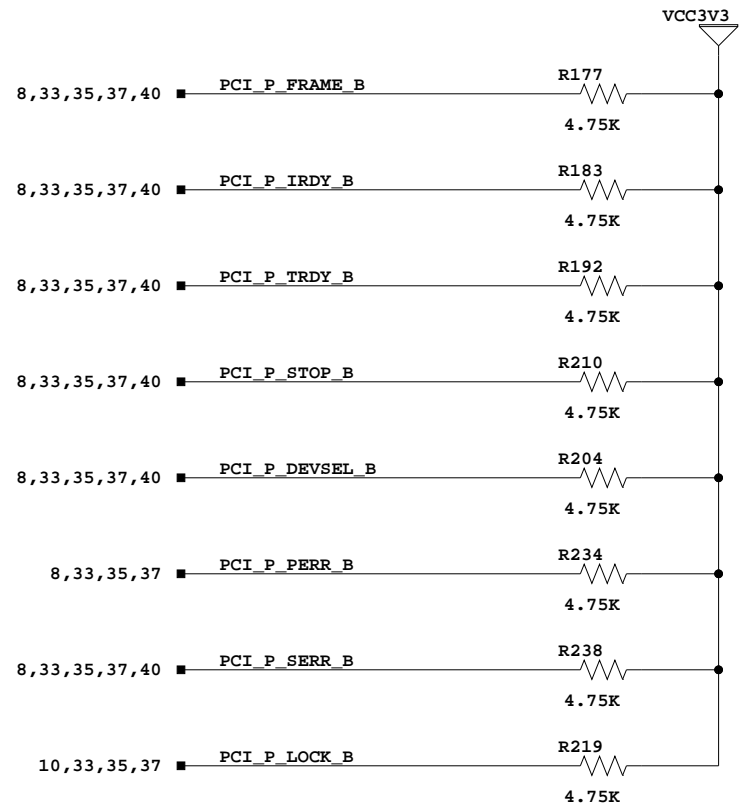 VCC3V3
8,33,35,37,40 PCI_P_FRAME_B R177
4.75K
8,33,35,37,40 PCI_P_IRDY_B R183
4.75K
8,33,35,37,40 PCI_P_TRDY_B R192
4.75K
8,33,35,37,40 PCI_P_STOP_B R210
4.75K
8,33,35,37,40 PCI_P_DEVSEL_B R204
4.75K
8,33,35,37 PCI_P_PERR_B R234
4.75K
8,33,35,37,40 PCI_P_SERR_B R238
4.75K
10,33,35,37 PCI_P_LOCK_B R219
4.75K